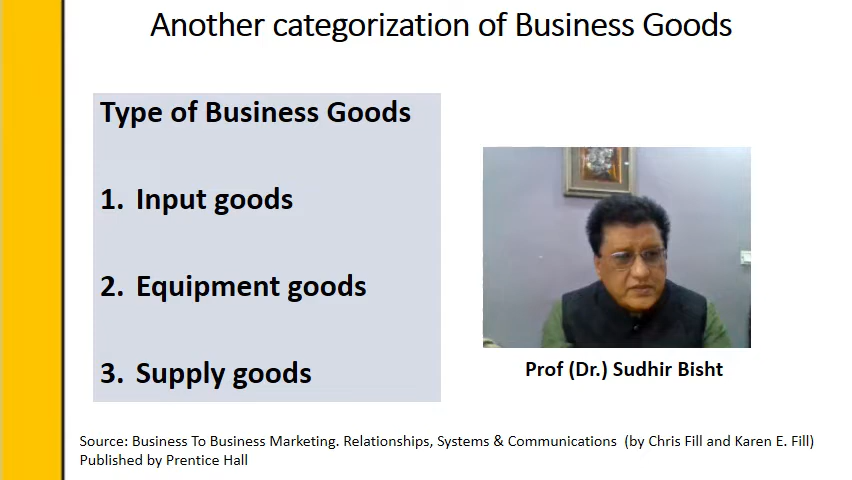 Another categorization of Business Goods
Type of Business Goods
1. Input goods
2. Equipment goods
3. Supply goods
Prof (Dr.) Sudhir Bisht
Source: Business To Business Marketing. Relationships, Systems & Communications (by Chris Fill and Karen E. Fill)
Published by Prentice Hall